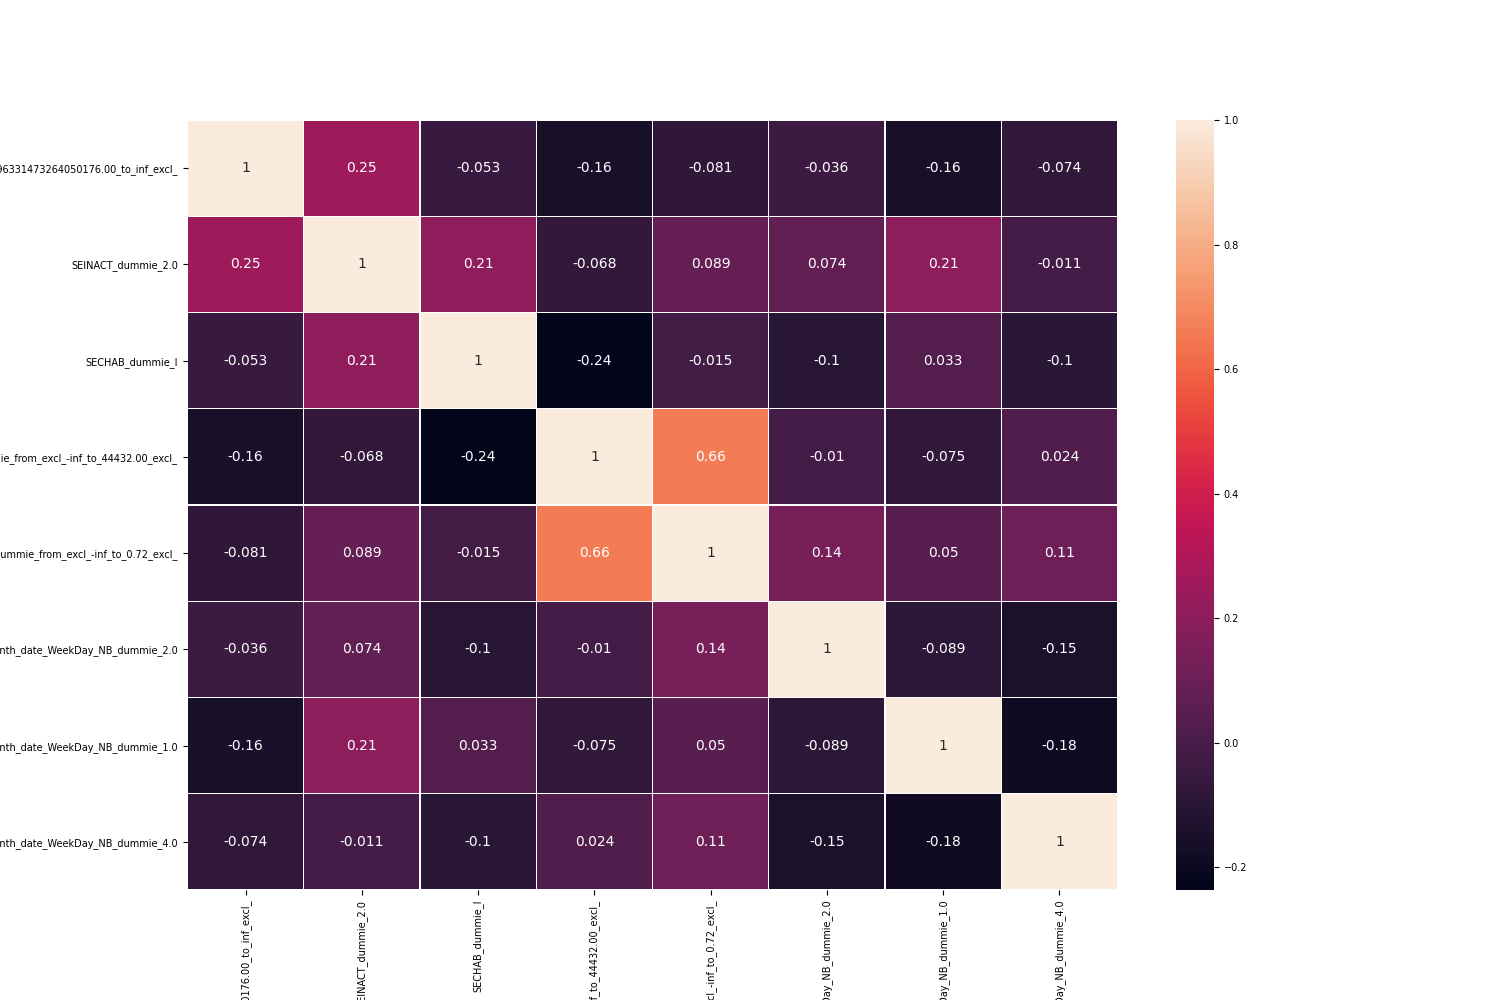 96331473264050176.00_to_inf_excl_ 1 0.25 -0.053 -0.16 -0.081 -0.036 -0.16 -0.074
SEINACT_dummie_2.0 0.25 1 0.21 -0.068 0.089 0.074 0.21 -0.011
SECHAB_dummie_I -0.053 0.21 1 -0.24 -0.015 -0.1 0.033 -0.1
ie_from_excl_-inf_to_44432.00_excl_ -0.16 -0.068 -0.24 1 0.66 -0.01 -0.075 0.024
ummie_from_excl_-inf_to_0.72_excl_ -0.081 0.089 -0.015 0.66 1 0.14 0.05 0.11
nth_date_WeekDay_NB_dummie_2.0 -0.036 0.074 -0.1 -0.01 0.14 1 -0.089 -0.15
nth_date_WeekDay_NB_dummie_1.0 -0.16 0.21 0.033 -0.075 0.05 -0.089 1 -0.18
nth_date_WeekDay_NB_dummie_4.0 -0.074 -0.011 -0.1 0.024 0.11 -0.15 -0.18 1
0176.00_to_inf_excl_
EINACT_dummie_2.0
SECHAB_dummie_I
nf_to_44432.00_excl_
cl_-inf_to_0.72_excl_
Day_NB_dummie_2.0
Day_NB_dummie_1.0
Day_NB_dummie_4.0
1.0
0.8
0.6
0.4
0.2
0.0
−0.2